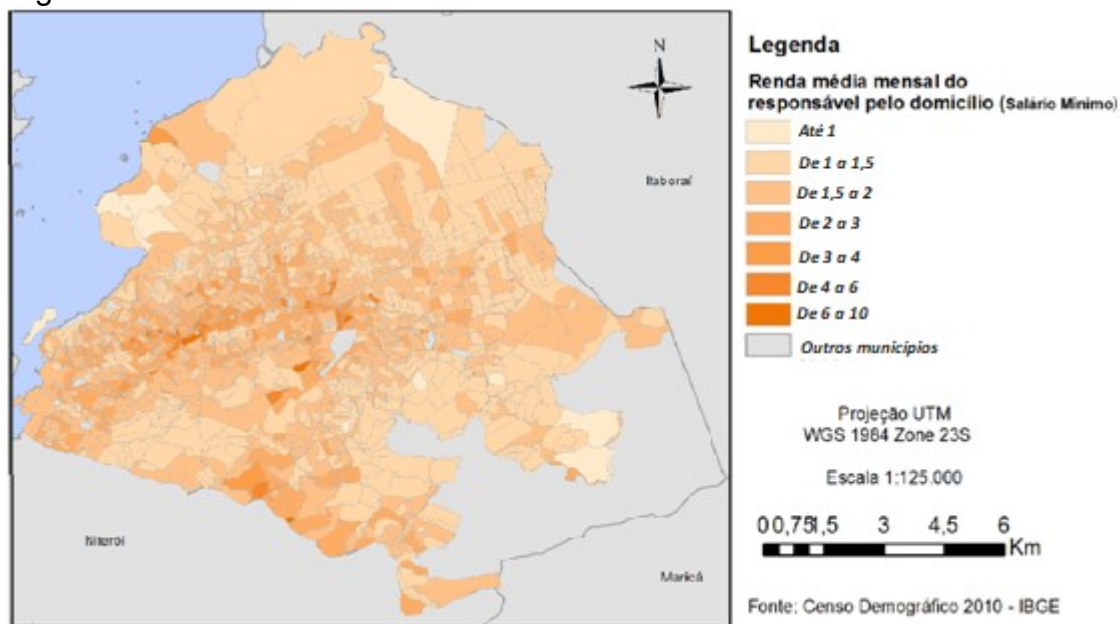 N
Itaboraí
Niterói
Maricá
Legenda
Renda média mensal do
responsável pelo domicílio (Salário Mínimo)
Até 1
De 1 a 1,5
De 1,5 a 2
De 2 a 3
De 3 a 4
De 4 a 6
De 6 a 10
Outros municípios
Projeção UTM
WGS 1984 Zone 23S
Escala 1:125.000
0 0,75 1,5 3 4,5 6
Km
Fonte: Censo Demográfico 2010 - IBGE